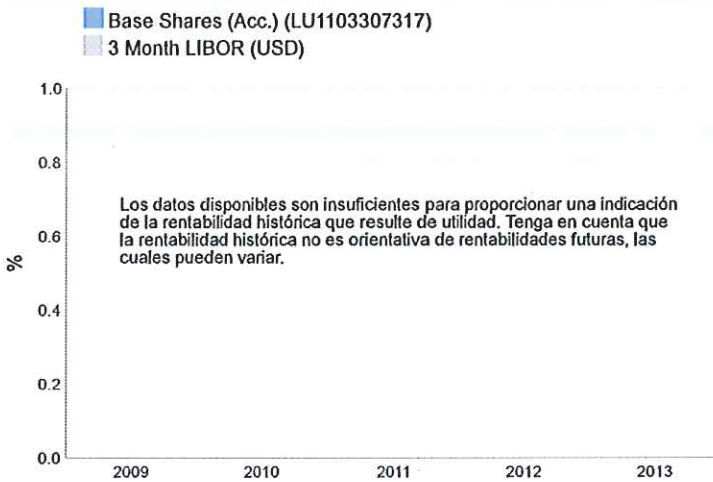 Base Shares (Acc.) (LU1103307317)
3 Month LIBOR (USD)
1.0
0.8
0.6
0.4
0.2
0.0
%
Los datos disponibles son insuficientes para proporcionar una indicación
de la rentabilidad histórica que resulte de utilidad. Tenga en cuenta que
la rentabilidad histórica no es orientativa de rentabilidades futuras, las
cuales pueden variar.
2009 2010 2011 2012 2013